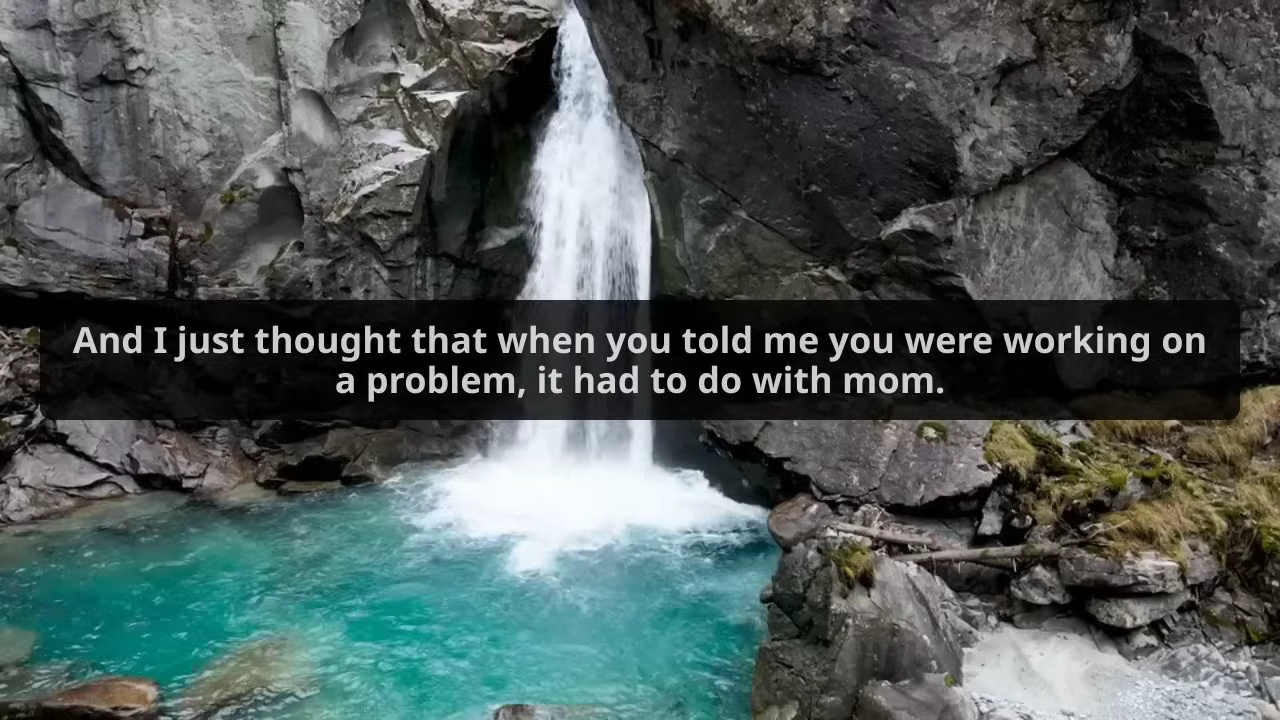 And I just thought that when you told me you were working on
a problem, it had to do with mom.